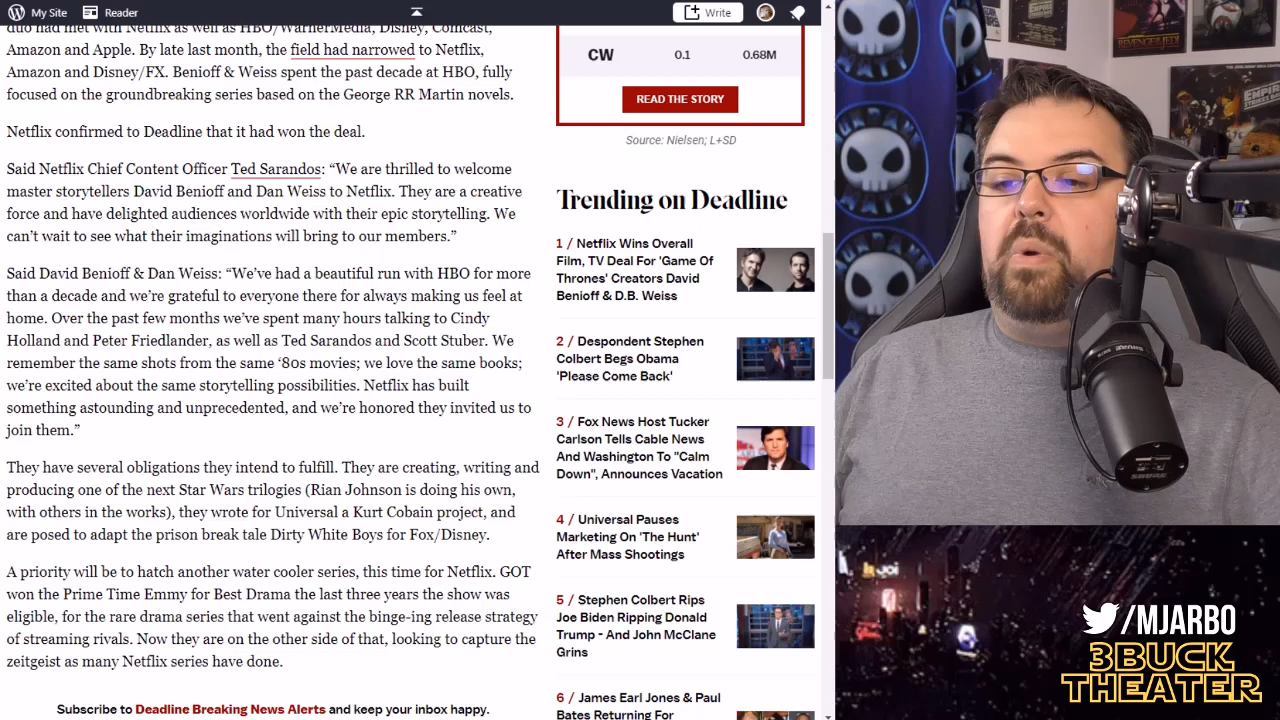 My Site
Reader
Write
duo had met with Netflix as well as HBO/WarnerMedia, Disney, Comcast,
Amazon and Apple. By late last month, the field had narrowed to Netflix,
Amazon and Disney/FX. Benioff & Weiss spent the past decade at HBO, fully
focused on the groundbreaking series based on the George RR Martin novels.
Netflix confirmed to Deadline that it had won the deal.
Said Netflix Chief Content Officer Ted Sarandos: “We are thrilled to welcome
master storytellers David Benioff and Dan Weiss to Netflix. They are a creative
force and have delighted audiences worldwide with their epic storytelling. We
can’t wait to see what their imaginations will bring to our members.”
Said David Benioff & Dan Weiss: “We’ve had a beautiful run with HBO for more
than a decade and we’re grateful to everyone there for always making us feel at
home. Over the past few months we’ve spent many hours talking to Cindy
Holland and Peter Friedlander, as well as Ted Sarandos and Scott Stuber. We
remember the same shots from the same ‘80s movies; we love the same books;
we’re excited about the same storytelling possibilities. Netflix has built
something astounding and unprecedented, and we’re honored they invited us to
join them.”
They have several obligations they intend to fulfill. They are creating, writing and
producing one of the next Star Wars trilogies (Rian Johnson is doing his own,
with others in the works), they wrote for Universal a Kurt Cobain project, and
are posed to adapt the prison break tale Dirty White Boys for Fox/Disney.
A priority will be to hatch another water cooler series, this time for Netflix. GOT
won the Prime Time Emmy for Best Drama the last three years the show was
eligible, for the rare drama series that went against the binge-ing release strategy
of streaming rivals. Now they are on the other side of that, looking to capture the
zeitgeist as many Netflix series have done.
Subscribe to Deadline Breaking News Alerts and keep your inbox happy.
CW 0.1 0.68M
READ THE STORY
Source: Nielsen; L+SD
Trending on Deadline
1 / Netflix Wins Overall
Film, TV Deal For 'Game Of
Thrones' Creators David
Benioff & D.B. Weiss
2 / Despondent Stephen
Colbert Begs Obama
'Please Come Back'
3 / Fox News Host Tucker
Carlson Tells Cable News
And Washington To "Calm
Down", Announces Vacation
4 / Universal Pauses
Marketing On 'The Hunt'
After Mass Shootings
5 / Stephen Colbert Rips
Joe Biden Ripping Donald
Trump - And John McClane
Grins
6 / James Earl Jones & Paul
Bates Returning For
REVENGE OF THE JEDI
EMPIRE
SHURE
JOI
/MJARBO
3BUCK
THEATER